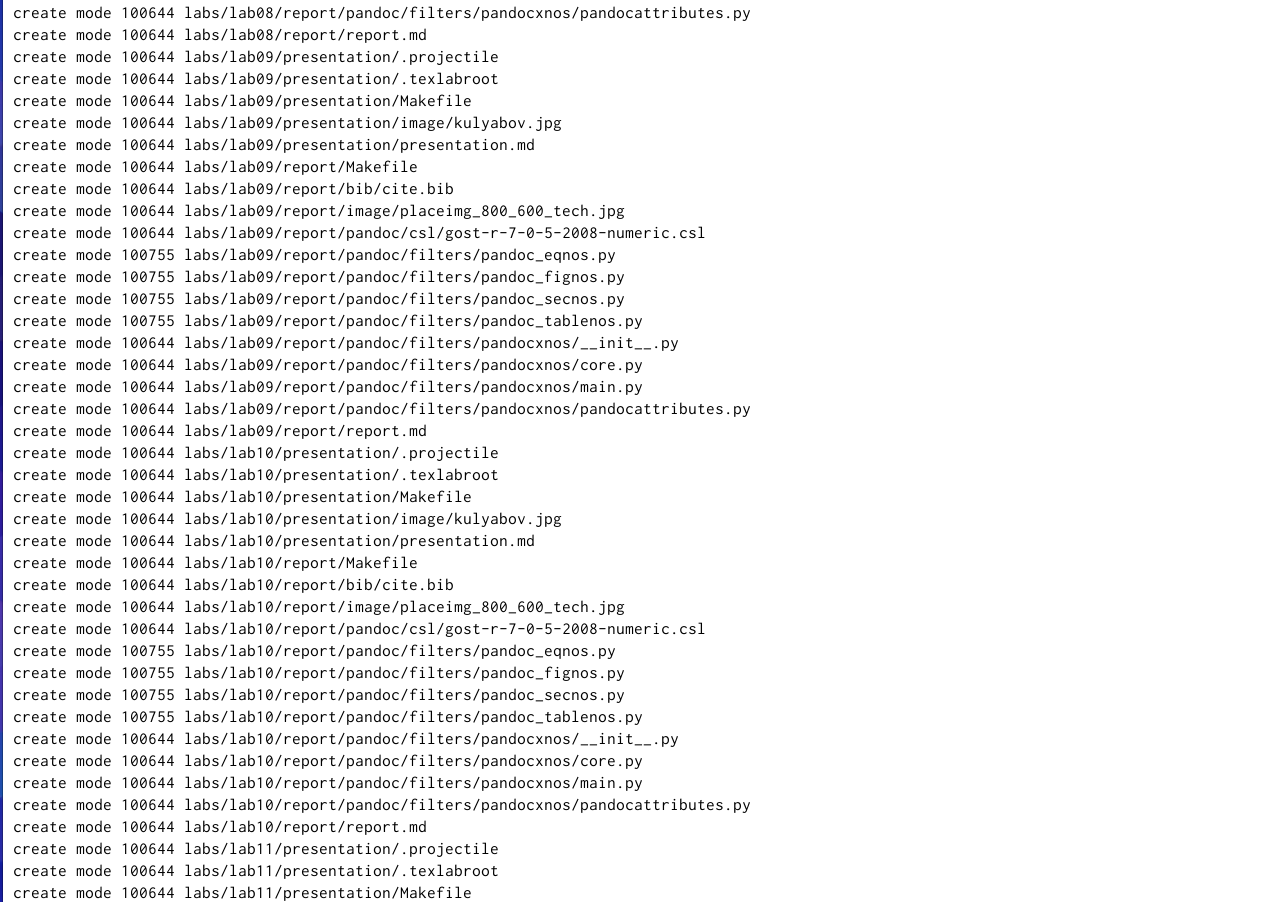 create mode 100644 labs/lab08/report/pandoc/filters/pandocxnos/pandocattributes.py
create mode 100644 labs/lab08/report/report.md
create mode 100644 labs/lab09/presentation/.projectile
create mode 100644 labs/lab09/presentation/.texlabroot
create mode 100644 labs/lab09/presentation/Makefile
create mode 100644 labs/lab09/presentation/image/kulyabov.jpg
create mode 100644 labs/lab09/presentation/presentation.md
create mode 100644 labs/lab09/report/Makefile
create mode 100644 labs/lab09/report/bib/cite.bib
create mode 100644 labs/lab09/report/image/placeimg_800_600_tech.jpg
create mode 100644 labs/lab09/report/pandoc/csl/gost-r-7-0-5-2008-numeric.csl
create mode 100755 labs/lab09/report/pandoc/filters/pandoc_eqnos.py
create mode 100755 labs/lab09/report/pandoc/filters/pandoc_fignos.py
create mode 100755 labs/lab09/report/pandoc/filters/pandoc_secnos.py
create mode 100755 labs/lab09/report/pandoc/filters/pandoc_tablenos.py
create mode 100644 labs/lab09/report/pandoc/filters/pandocxnos/__init__.py
create mode 100644 labs/lab09/report/pandoc/filters/pandocxnos/core.py
create mode 100644 labs/lab09/report/pandoc/filters/pandocxnos/main.py
create mode 100644 labs/lab09/report/pandoc/filters/pandocxnos/pandocattributes.py
create mode 100644 labs/lab09/report/report.md
create mode 100644 labs/lab10/presentation/.projectile
create mode 100644 labs/lab10/presentation/.texlabroot
create mode 100644 labs/lab10/presentation/Makefile
create mode 100644 labs/lab10/presentation/image/kulyabov.jpg
create mode 100644 labs/lab10/presentation/presentation.md
create mode 100644 labs/lab10/report/Makefile
create mode 100644 labs/lab10/report/bib/cite.bib
create mode 100644 labs/lab10/report/image/placeimg_800_600_tech.jpg
create mode 100644 labs/lab10/report/pandoc/csl/gost-r-7-0-5-2008-numeric.csl
create mode 100755 labs/lab10/report/pandoc/filters/pandoc_eqnos.py
create mode 100755 labs/lab10/report/pandoc/filters/pandoc_fignos.py
create mode 100755 labs/lab10/report/pandoc/filters/pandoc_secnos.py
create mode 100755 labs/lab10/report/pandoc/filters/pandoc_tablenos.py
create mode 100644 labs/lab10/report/pandoc/filters/pandocxnos/__init__.py
create mode 100644 labs/lab10/report/pandoc/filters/pandocxnos/core.py
create mode 100644 labs/lab10/report/pandoc/filters/pandocxnos/main.py
create mode 100644 labs/lab10/report/pandoc/filters/pandocxnos/pandocattributes.py
create mode 100644 labs/lab10/report/report.md
create mode 100644 labs/lab11/presentation/.projectile
create mode 100644 labs/lab11/presentation/.texlabroot
create mode 100644 labs/lab11/presentation/Makefile